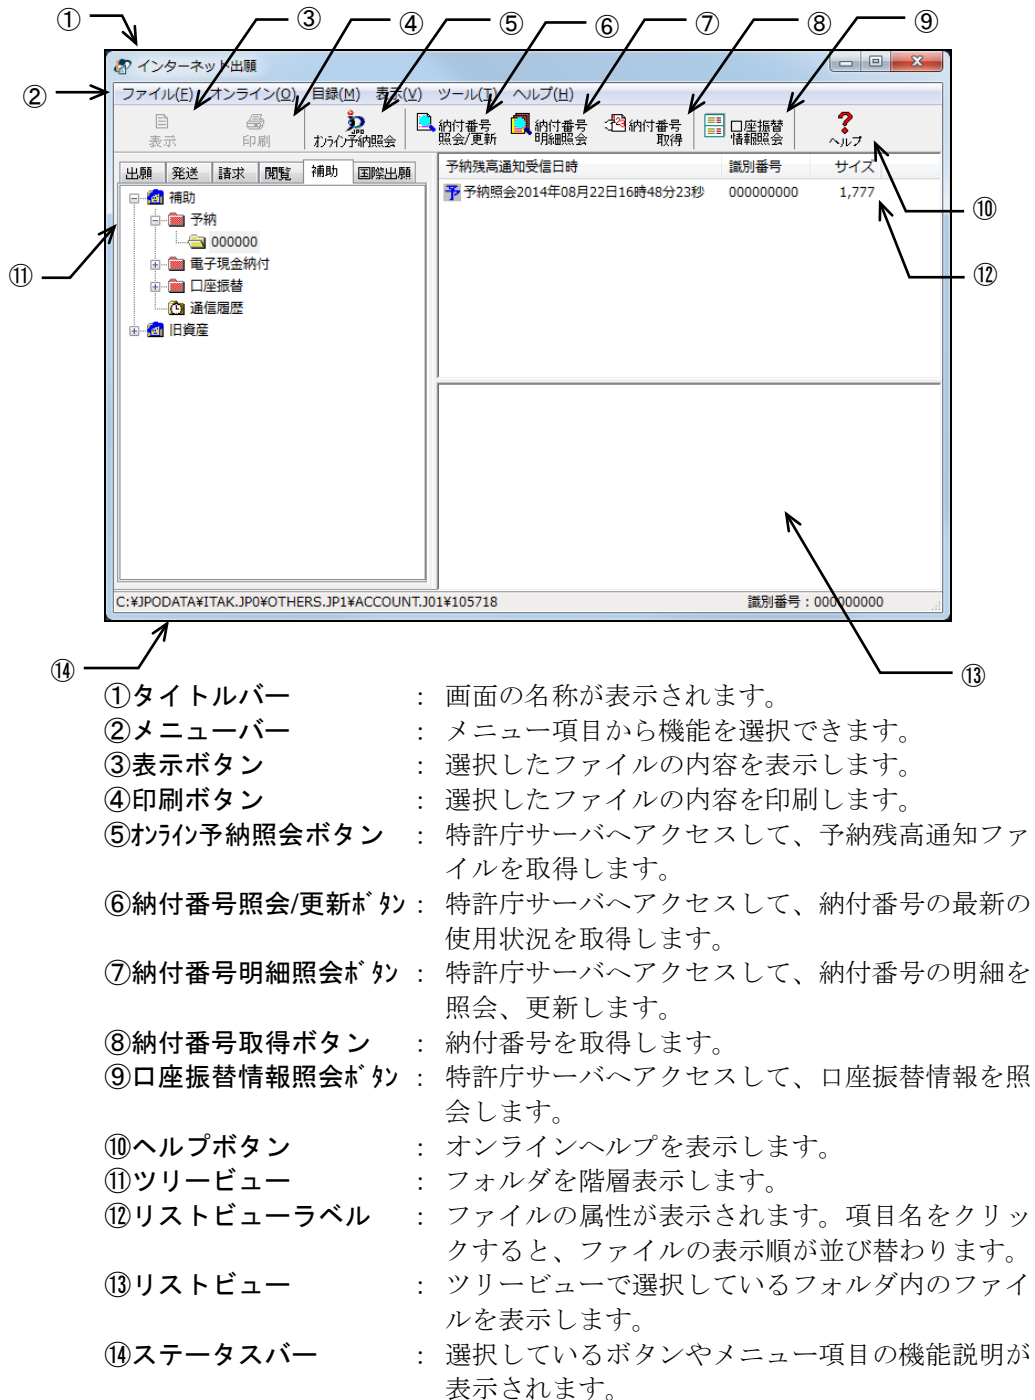 ① ③ ④ ⑤ ⑥ ⑦ ⑧ ⑨
インターネット出願
②
ファイル(F) オンライン(O) 目録(M) 表示(V) ツール(T) ヘルプ(H)
表示 印刷 ｵﾝﾗｲﾝ予納照会 納付番号 照会/更新 納付番号 明細照会 納付番号 取得 口座振替 情報照会 ヘルプ
出願 発送 請求 閲覧 補助 国際出願
予納残高通知受信日時 識別番号 サイズ
補助
予 予納照会2014年08月22日16時48分23秒 000000000 1,777
予納
⑩
000000
電子現金納付
⑪
⑫
口座振替
通信履歴
旧資産
C:¥JPODATA¥ITAK.JP0¥OTHERS.JP1¥ACCOUNT.J01¥105718 識別番号：000000000
⑭
⑬
①タイトルバー ： 画面の名称が表示されます。
②メニューバー ： メニュー項目から機能を選択できます。
③表示ボタン ： 選択したファイルの内容を表示します。
④印刷ボタン ： 選択したファイルの内容を印刷します。
⑤ｵﾝﾗｲﾝ予納照会ボタン ： 特許庁サーバへアクセスして、予納残高通知ファ
イルを取得します。
⑥納付番号照会/更新ﾎﾞﾀﾝ ： 特許庁サーバへアクセスして、納付番号の最新の
使用状況を取得します。
⑦納付番号明細照会ﾎﾞﾀﾝ ： 特許庁サーバへアクセスして、納付番号の明細を
照会、更新します。
⑧納付番号取得ボタン ： 納付番号を取得します。
⑨口座振替情報照会ﾎﾞﾀﾝ ： 特許庁サーバへアクセスして、口座振替情報を照
会します。
⑩ヘルプボタン ： オンラインヘルプを表示します。
⑪ツリービュー ： フォルダを階層表示します。
⑫リストビューラベル ： ファイルの属性が表示されます。項目名をクリッ
クすると、ファイルの表示順が並び替わります。
⑬リストビュー ： ツリービューで選択しているフォルダ内のファイ
ルを表示します。
⑭ステータスバー ： 選択しているボタンやメニュー項目の機能説明が
表示されます。